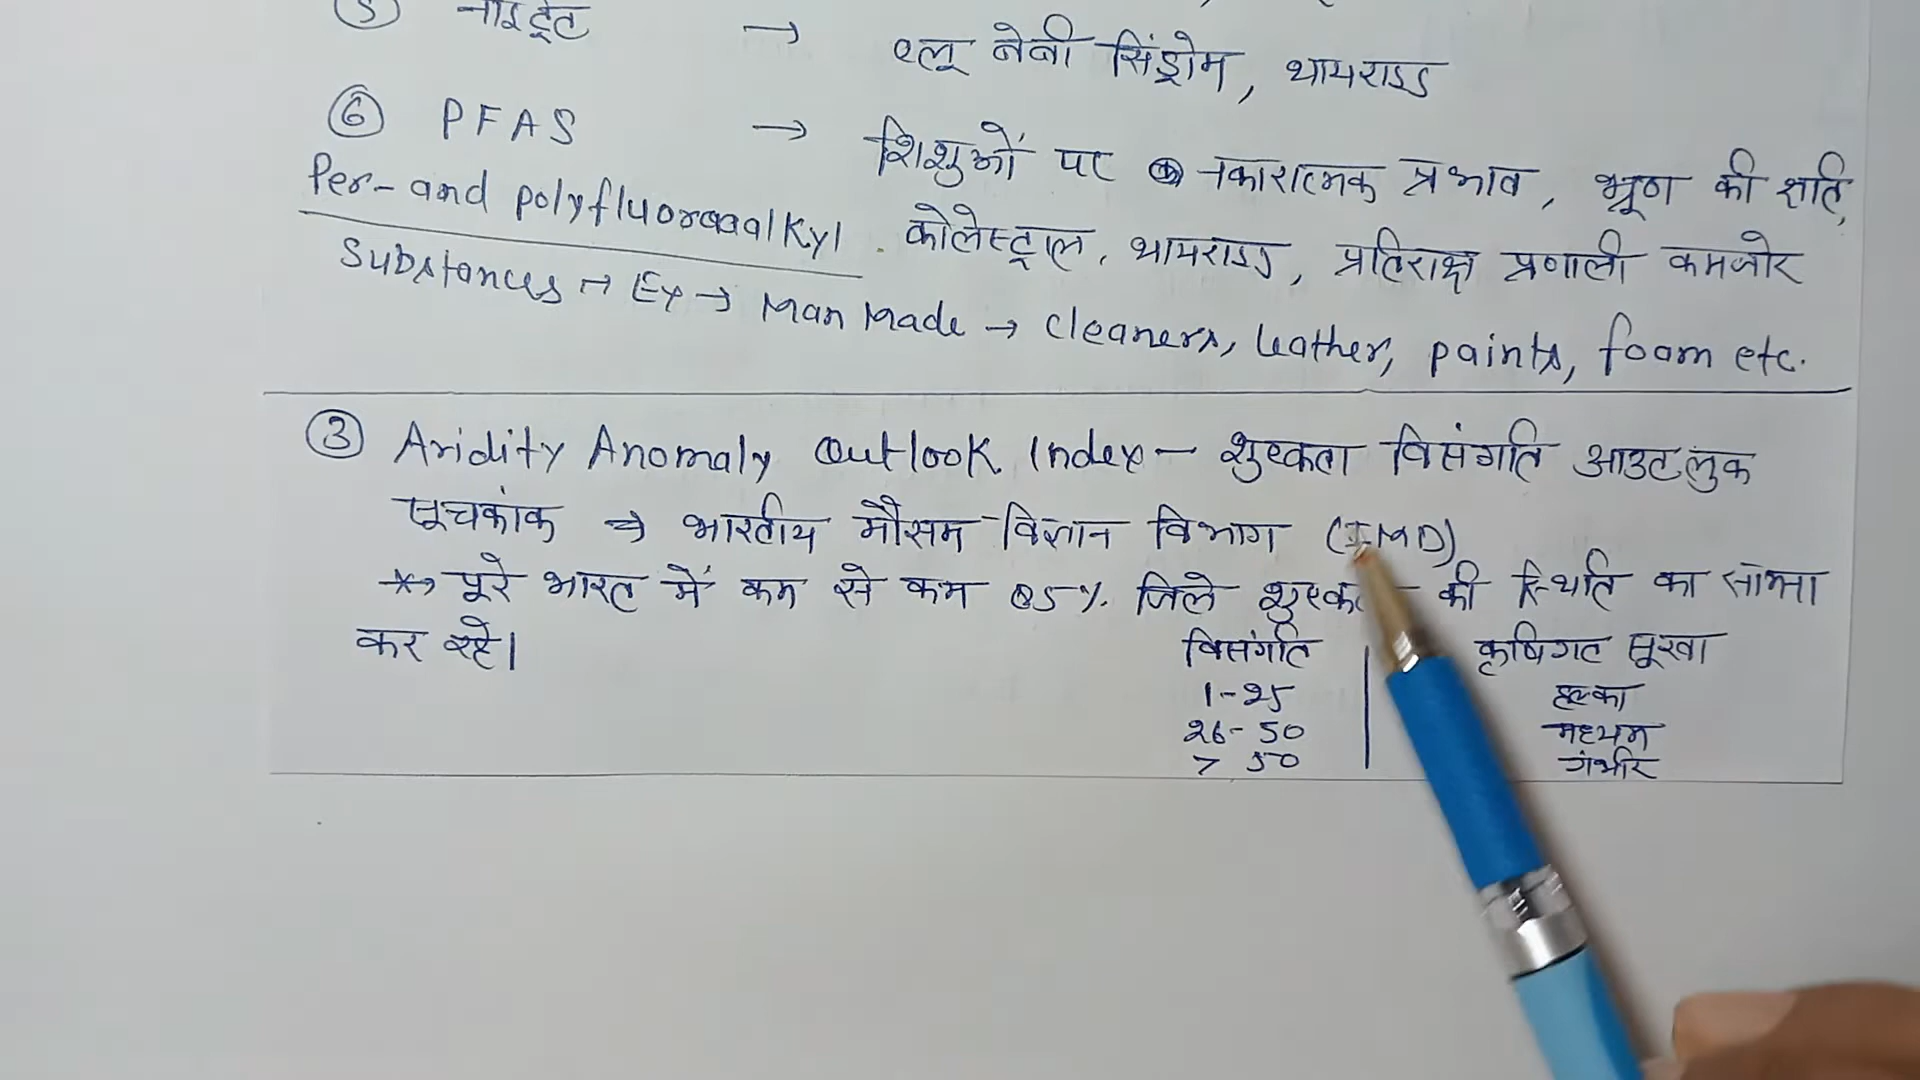 ⑤ नाइट्रेट → ब्लू बेबी सिंड्रोम, थायराइड
⑥ PFAS → शिशुओं पर नकारात्मक प्रभाव, भ्रूण की क्षति,
Per- and polyfluoroaalkyl कोलेस्ट्राल, थायराइड, प्रतिरक्षा प्रणाली कमजोर
Substances → Ex → Man Made → cleaners, leather, paints, foam etc.
③ Aridity Anomaly Outlook Index – शुष्कता विसंगति आउटलुक
सूचकांक → भारतीय मौसम विज्ञान विभाग (IMD)
*→ पूरे भारत में कम से कम 85% जिले की स्थिति का सामना
कर रहे।
विसंगति | कृषिगत सूखा
1-25 | हल्का
26-50 | मध्यम
> 50 | गंभीर